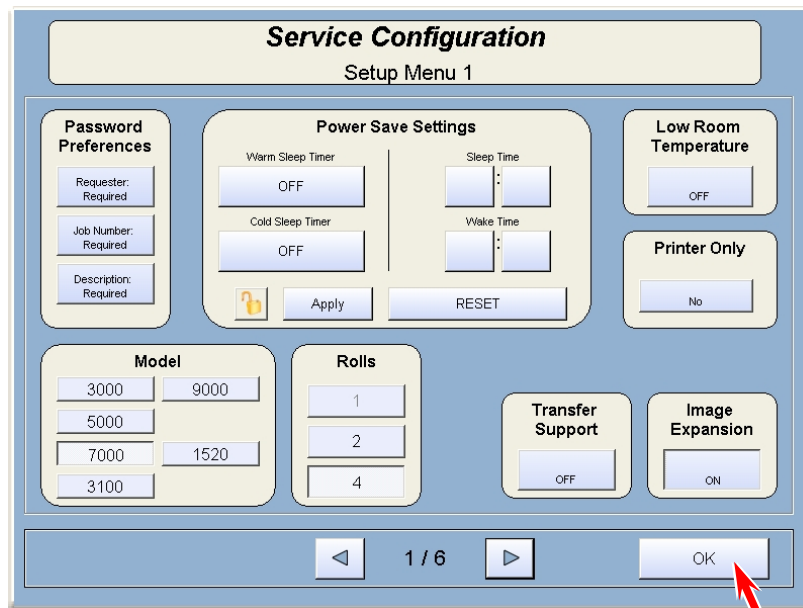 Service Configuration
Setup Menu 1
Password
Preferences
Requester:
Required
Job Number:
Required
Description:
Required
Power Save Settings
Warm Sleep Timer
OFF
Cold Sleep Timer
OFF
Sleep Time
:
Wake Time
:
Apply
RESET
Low Room
Temperature
OFF
Printer Only
No
Model
3000
9000
5000
7000
1520
3100
Rolls
1
2
4
Transfer
Support
OFF
Image
Expansion
ON
1 / 6
OK